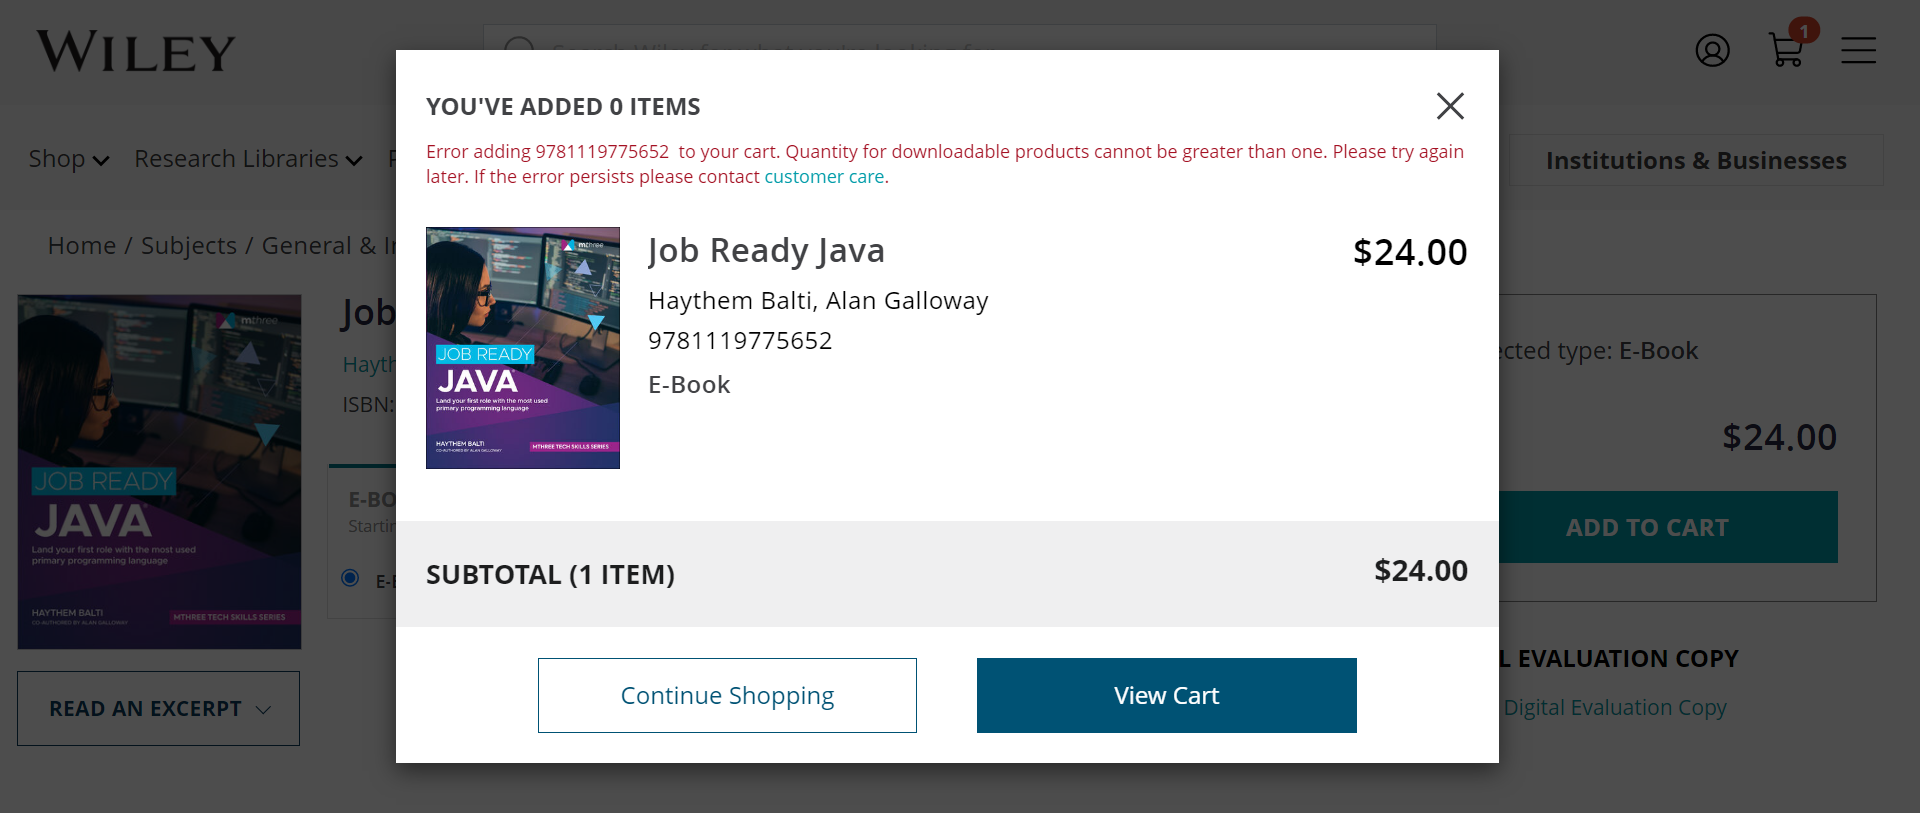 WILEY
1
YOU'VE ADDED 0 ITEMS
Error adding 9781119775652 to your cart. Quantity for downloadable products cannot be greater than one. Please try again
later. If the error persists please contact customer care.
Shop
Research Libraries
Institutions & Businesses
Home / Subjects / General &
mthree
JOB READY
JAVA
Land your first role with the most used
primary programming language
HAYTHEM BALTI
CO-AUTHORED BY ALAN GALLOWAY
MTHREE TECH SKILLS SERIES
Job Ready Java
$24.00
Haythem Balti, Alan Galloway
9781119775652
E-Book
SUBTOTAL (1 ITEM)
$24.00
Continue Shopping
View Cart
mthree
JOB READY
JAVA
Land your first role with the most used
primary programming language
HAYTHEM BALTI
CO-AUTHORED BY ALAN GALLOWAY
MTHREE TECH SKILLS SERIES
READ AN EXCERPT
Job
Hayth
ISBN:
E-BO
Startin
type: E-Book
$24.00
ADD TO CART
EVALUATION COPY
Digital Evaluation Copy